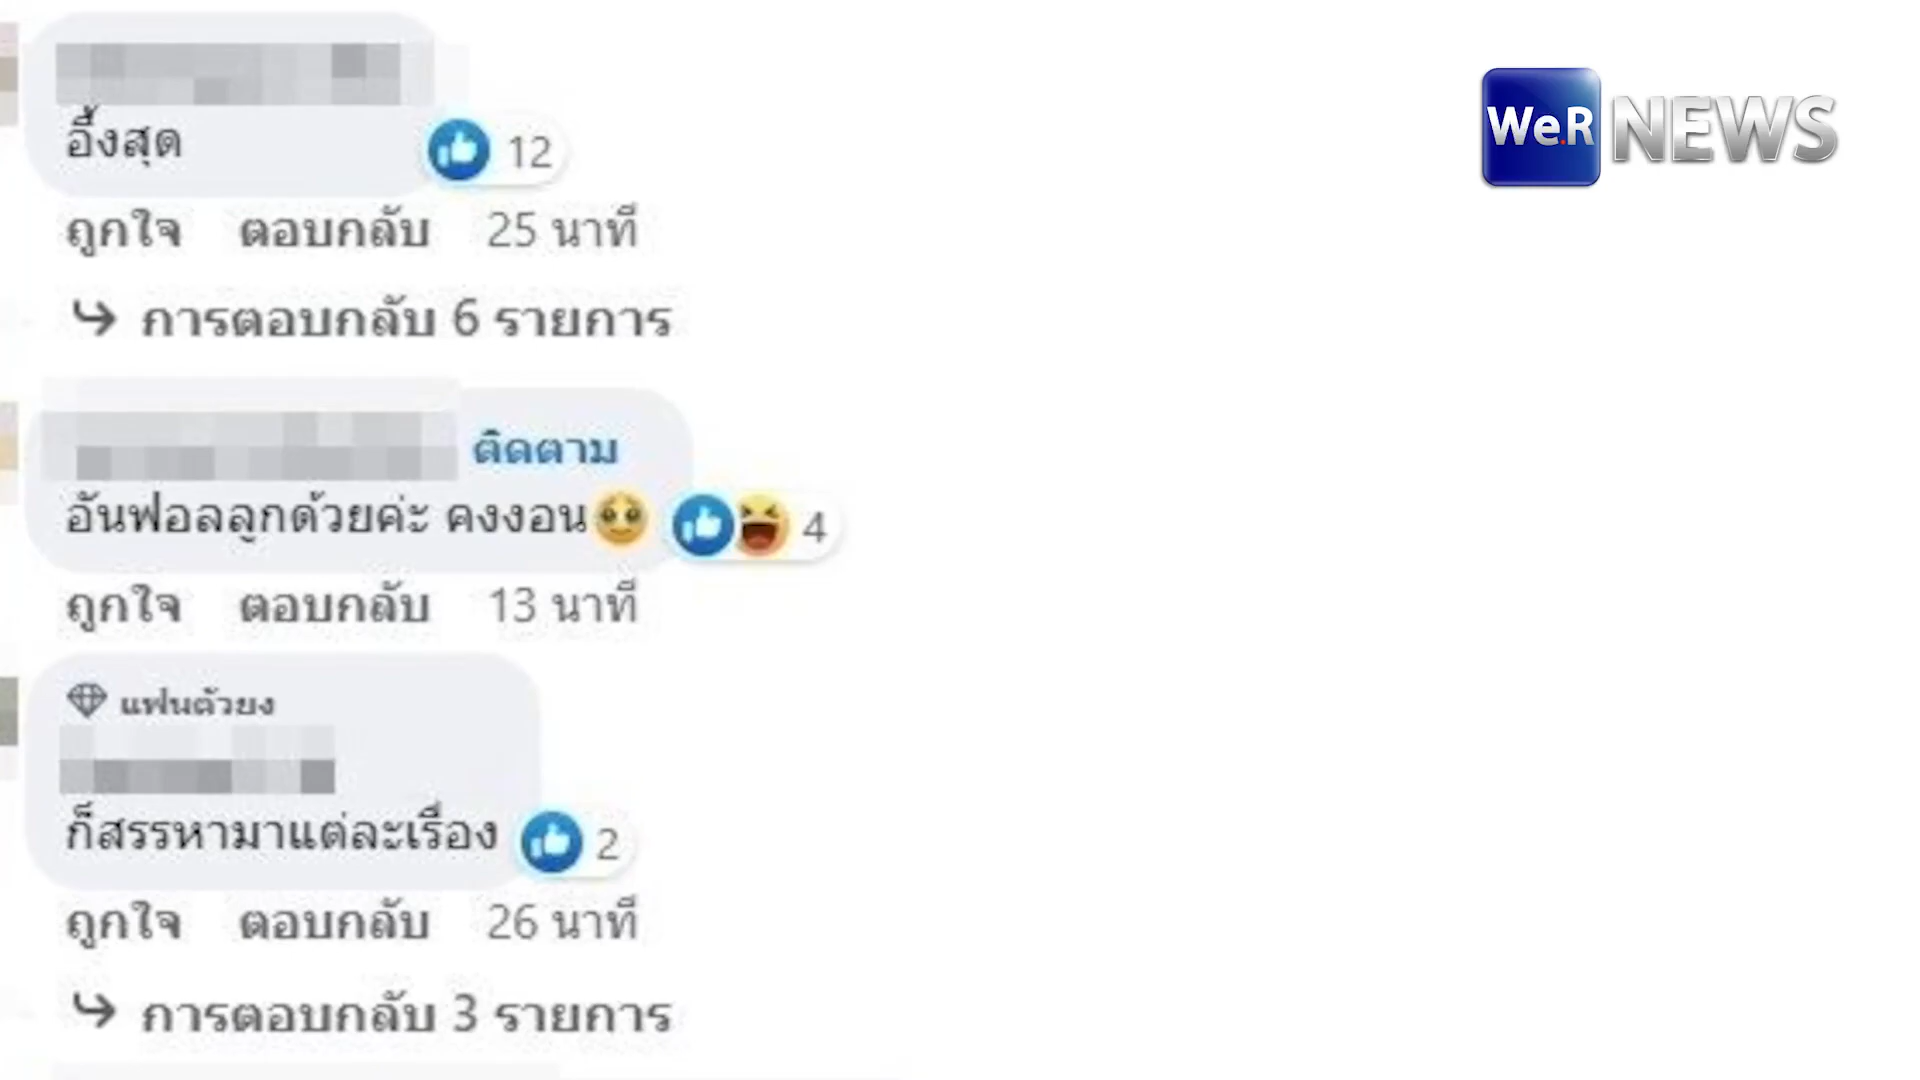 We.R NEWS
อึ้งสุด
12
ถูกใจ ตอบกลับ 25 นาที
การตอบกลับ 6 รายการ
ติดตาม
อันฟอลลูกด้วยค่ะ คงงอน🥹 4
ถูกใจ ตอบกลับ 13 นาที
แฟนตัวยง
ก็สรรหามาแต่ละเรื่อง 2
ถูกใจ ตอบกลับ 26 นาที
การตอบกลับ 3 รายการ